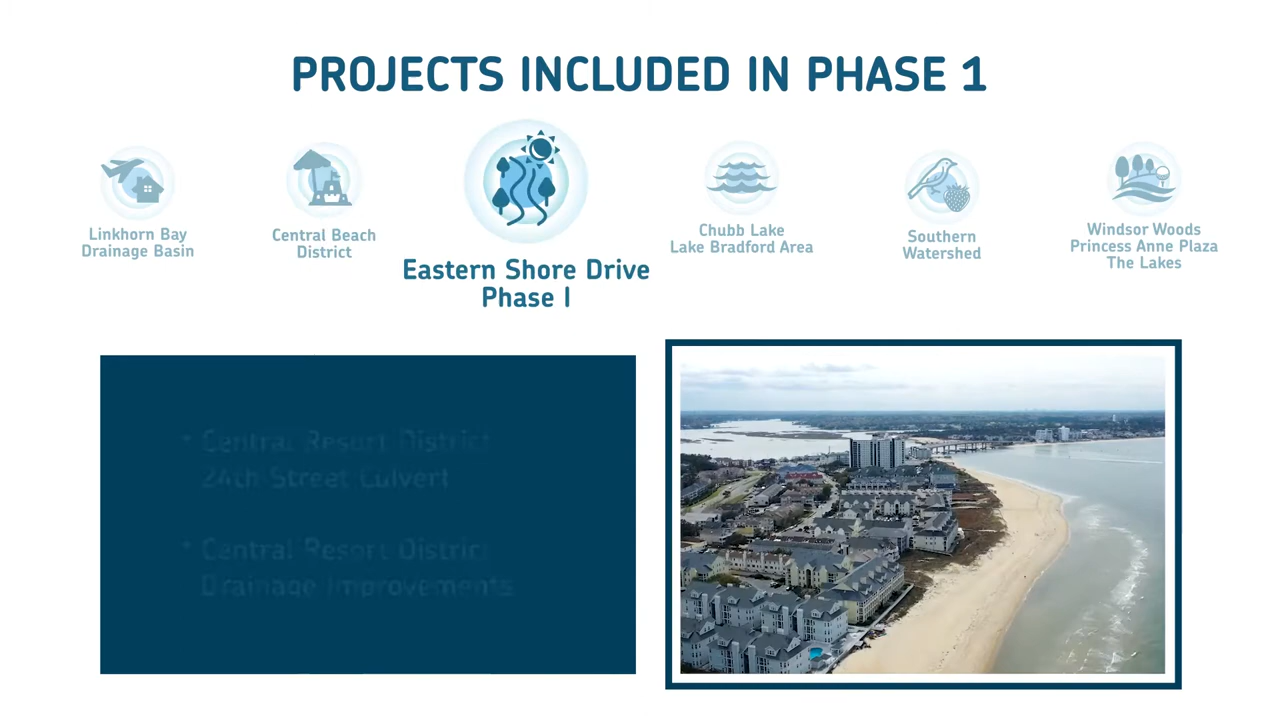 PROJECTS INCLUDED IN PHASE 1
Linkhorn Bay
Drainage Basin
Central Beach
District
Eastern Shore Drive
Phase I
Chubb Lake
Lake Bradford Area
Southern
Watershed
Windsor Woods
Princess Anne Plaza
The Lakes
* Central Resort District
24th Street Culvert
* Central Resort District
Drainage Improvements